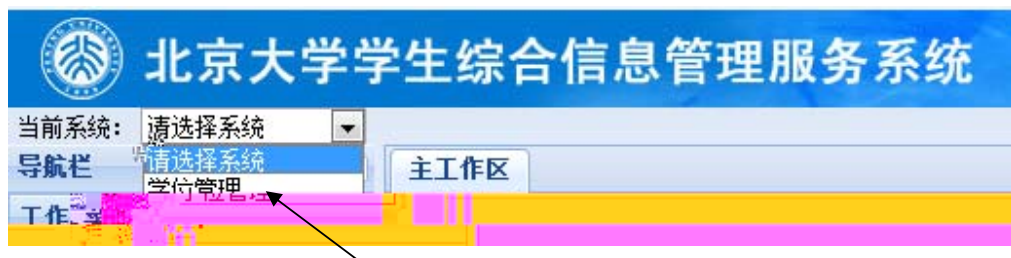 北京大学学生综合信息管理服务系统
当前系统： 请选择系统
导航栏 请选择系统 主工作区
学位管理
工作